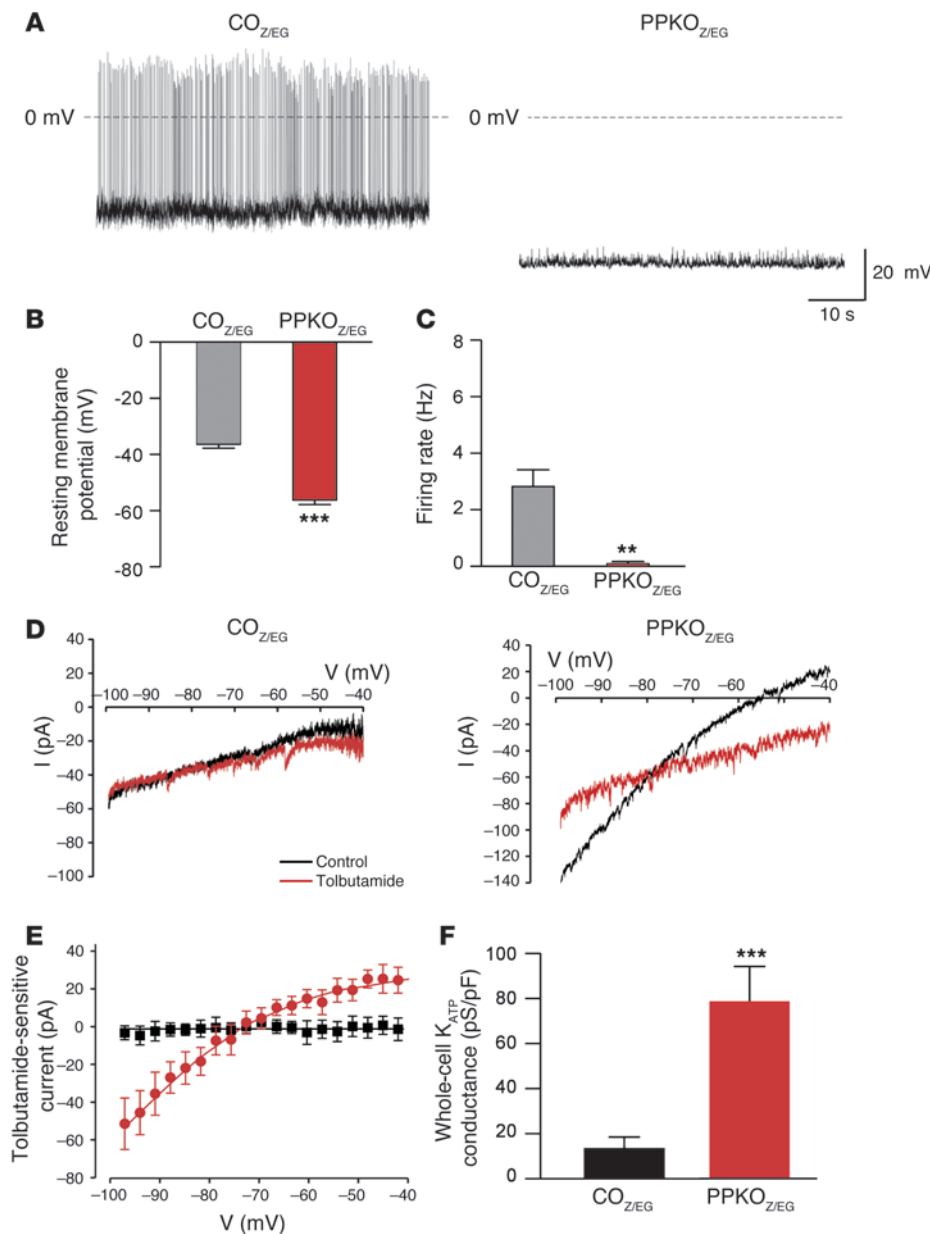 A
CO Z/EG
PPKO Z/EG
0 mV
0 mV
20 mV
10 s
B
CO Z/EG
PPKO Z/EG
Resting membrane
potential (mV)
0
-20
-40
-60
-80
***
C
Firing rate (Hz)
8
6
4
2
0
**
CO Z/EG
PPKO Z/EG
D
CO Z/EG
V (mV)
I (pA)
40
20
0
−20
−40
−60
−80
−100
−100 −90 −80 −70 −60 −50 −40
Control
Tolbutamide
PPKO Z/EG
V (mV)
I (pA)
40
20
0
−20
−40
−60
−80
−100
−120
−140
−100 −90 −80 −70 −60 −50 −40
E
Tolbutamide-sensitive
current (pA)
40
20
0
−20
−40
−60
−80
−100 −90 −80 −70 −60 −50 −40
V (mV)
F
Whole-cell K ATP
conductance (pS/pF)
100
80
60
40
20
0
***
CO Z/EG
PPKO Z/EG